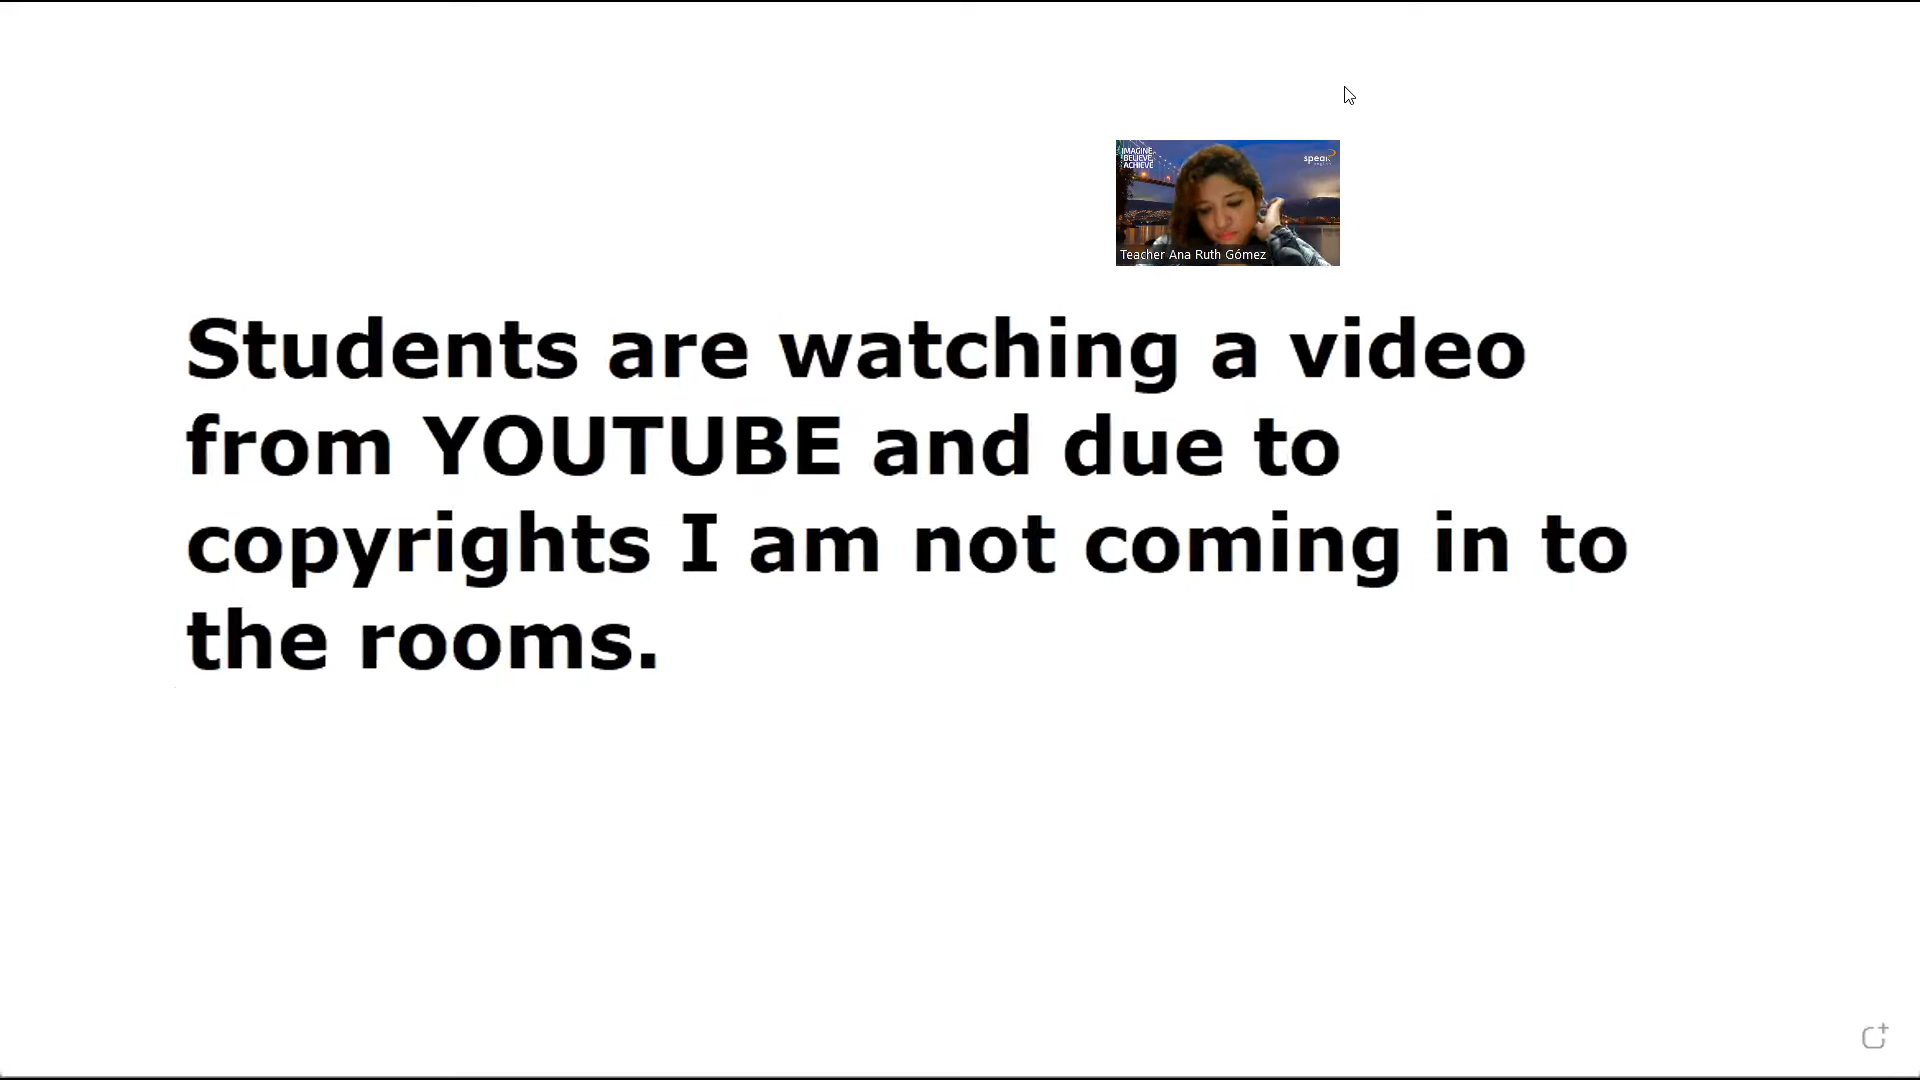 IMAGINE
BELIEVE
ACHIEVE
speak
Teacher Ana Ruth Gómez
Students are watching a video
from YOUTUBE and due to
copyrights I am not coming in to
the rooms.